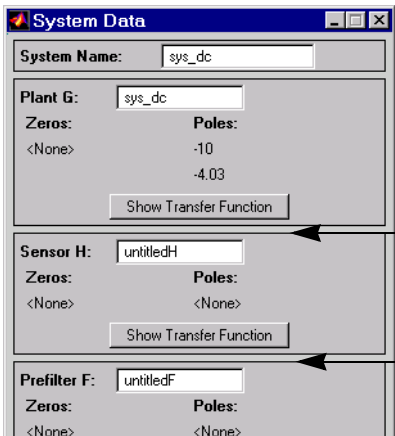 System Data
System Name: sys_dc
Plant G: sys_dc
Zeros: Poles:
<None> -10
-4.03
Show Transfer Function
Sensor H: untitledH
Zeros: Poles:
<None> <None>
Show Transfer Function
Prefilter F: untitledF
Zeros: Poles:
<None> <None>